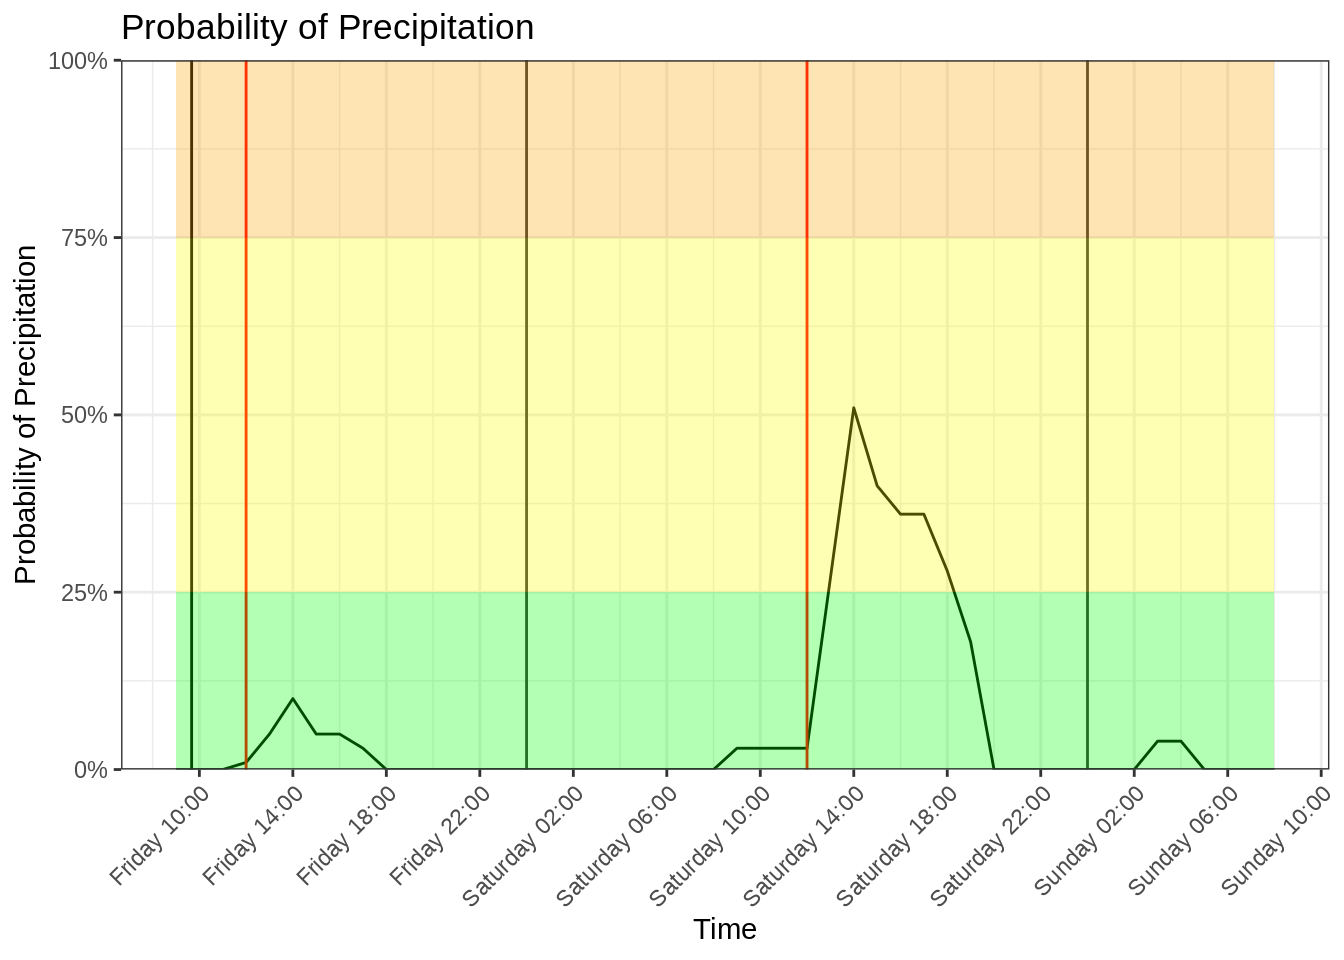 Probability of Precipitation
100%
75%
50%
25%
0%
Probability of Precipitation
Friday 10:00
Friday 14:00
Friday 18:00
Friday 22:00
Saturday 02:00
Saturday 06:00
Saturday 10:00
Saturday 14:00
Saturday 18:00
Saturday 22:00
Sunday 02:00
Sunday 06:00
Sunday 10:00
Time